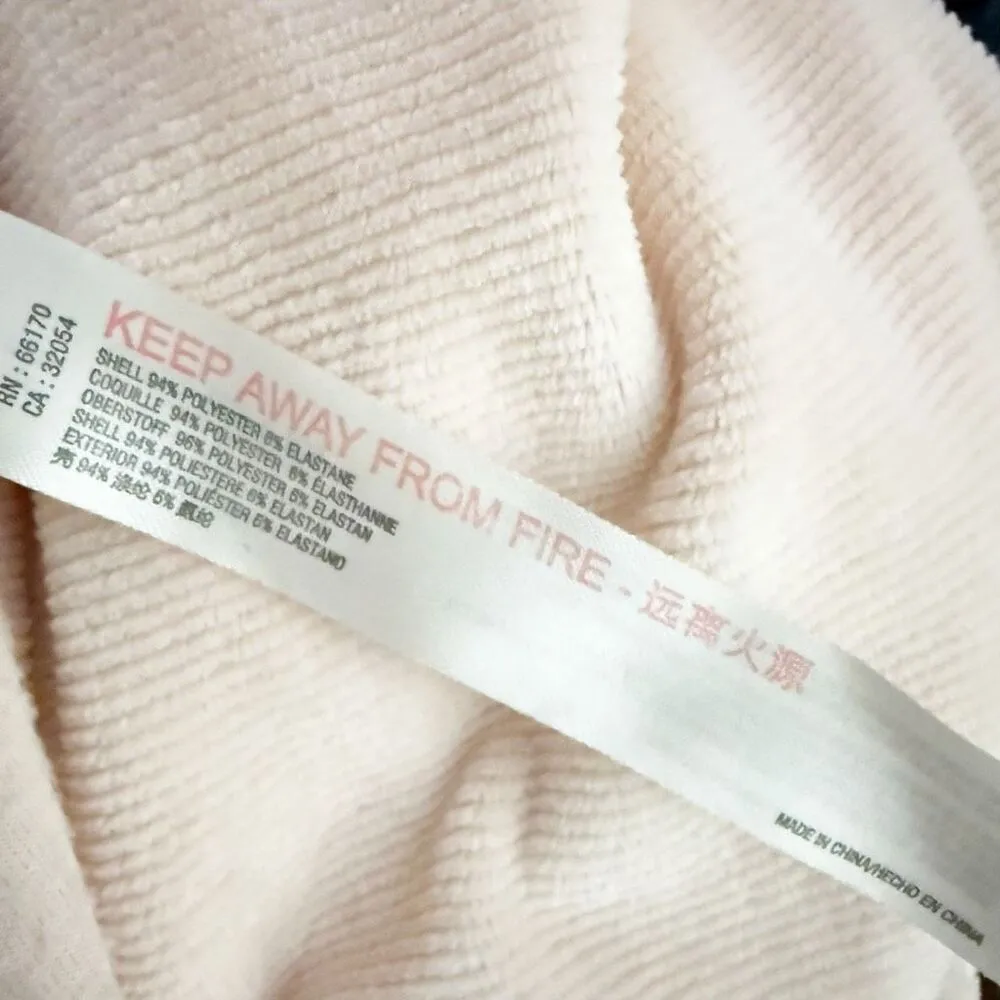 RN : 66170
CA : 32054
KEEP AWAY FROM FIRE - 远离火源
SHELL 94% POLYESTER 6% ELASTANE
COQUILLE 94% POLYESTER 6% ÉLASTHANNE
OBERSTOFF 96% POLYESTER 6% ELASTAN
SHELL 94% POLIESTERE 6% ELASTAN
EXTERIOR 94% POLIÉSTER 6% ELASTANO
壳 94% 涤纶 6% 氨纶
MADE IN CHINA/HECHO EN CHINA